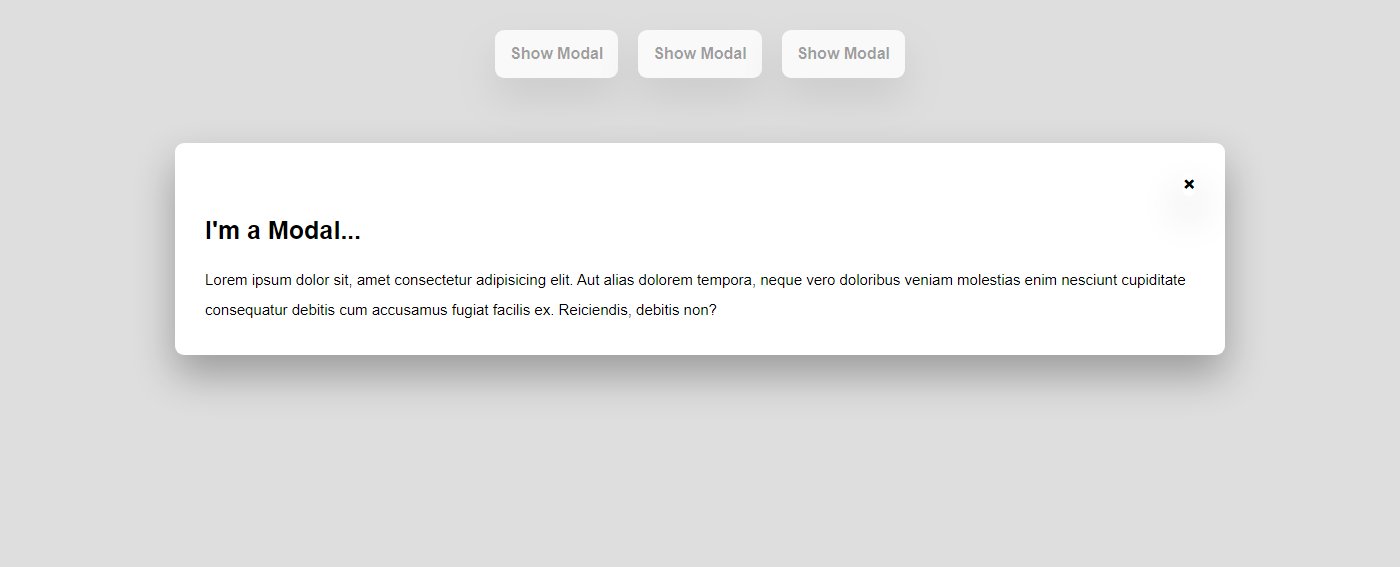 Show Modal Show Modal Show Modal
×
I'm a Modal...
Lorem ipsum dolor sit, amet consectetur adipisicing elit. Aut alias dolorem tempora, neque vero doloribus veniam molestias enim nesciunt cupiditate
consequatur debitis cum accusamus fugiat facilis ex. Reiciendis, debitis non?